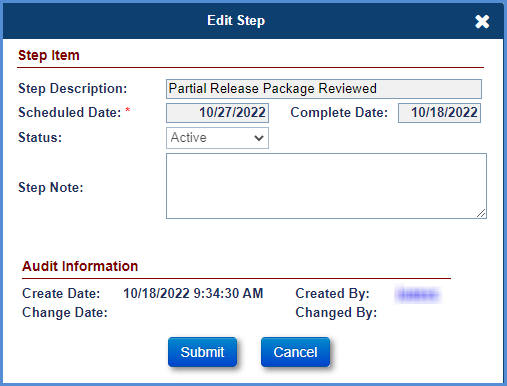 Edit Step
Step Item
Step Description: Partial Release Package Reviewed
Scheduled Date: * 10/27/2022 Complete Date: 10/18/2022
Status: Active
Step Note:
Audit Information
Create Date: 10/18/2022 9:34:30 AM Created By:
Change Date: Changed By:
Submit Cancel